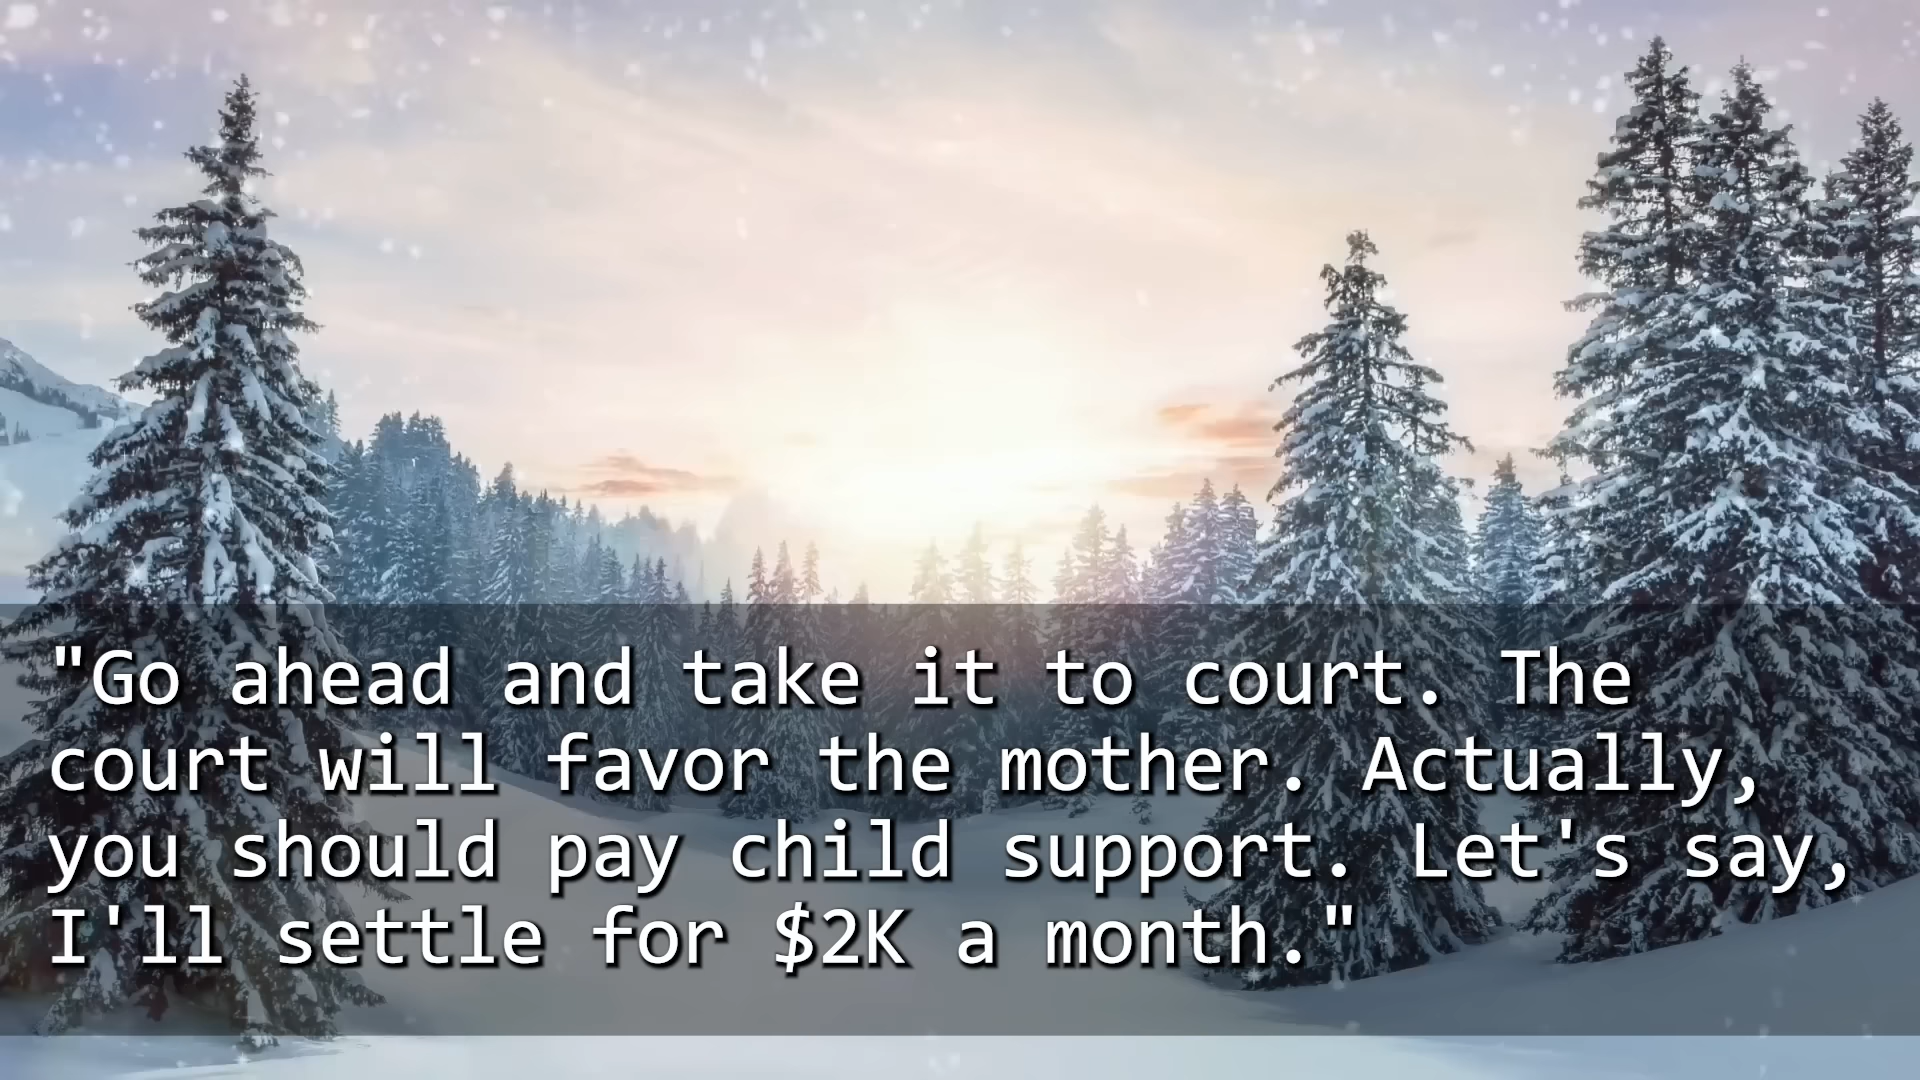 "Go ahead and take it to court. The
court will favor the mother. Actually,
you should pay child support. Let's say,
I'll settle for $2K a month."